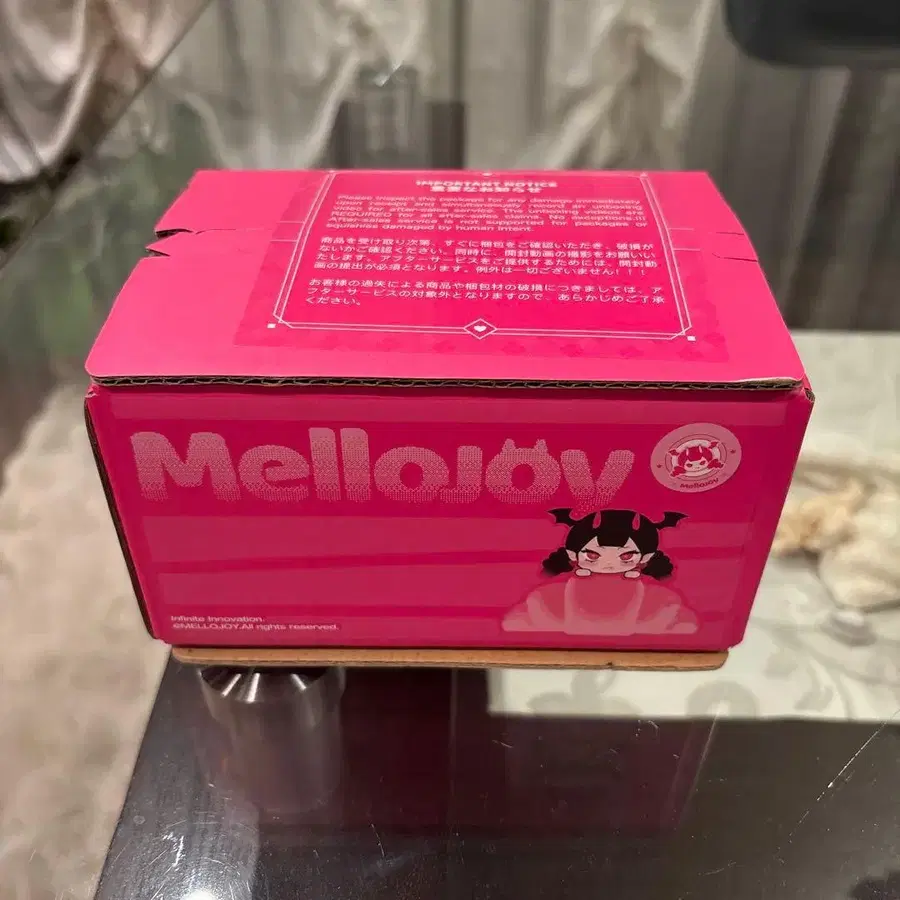 IMPORTANT NOTICE
重要なお知らせ
Please inspect the package for any damage immediately
upon receipt and simultaneously record an unboxing
video for after-sales service. The unboxing videos are
REQUIRED for all after-sales claims. No exceptions!!!
After-sales service is not supported for packages or
squishies damaged by human intent.
商品を受け取り次第、すぐに梱包をご確認いただき、破損が
ないかご確認ください。同時に、開封動画の撮影をお願いい
たします。アフターサービスをご提供するためには、開封動
画の提出が必須となります。例外は一切ございません！！！
お客様の過失による商品や梱包材の破損につきましては、ア
フターサービスの対象外となりますので、あらかじめご了承
ください。
Mellojoy
MelloJoy
Infinite Innovation.
©MELLOJOY.All rights reserved.